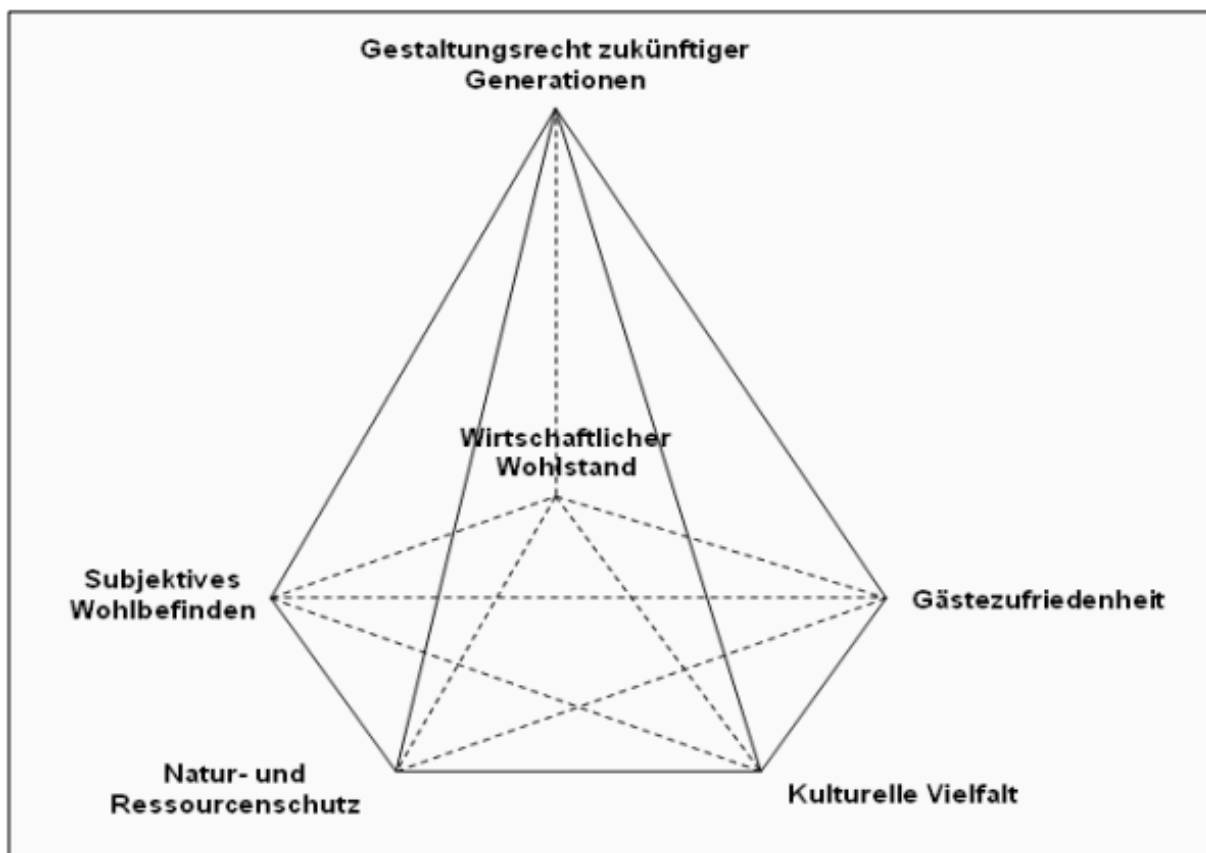 Gestaltungsrecht zukünftiger
Generationen
Wirtschaftlicher
Wohlstand
Subjektives
Wohlbefinden
Gästezufriedenheit
Natur- und
Ressourcenschutz
Kulturelle Vielfalt